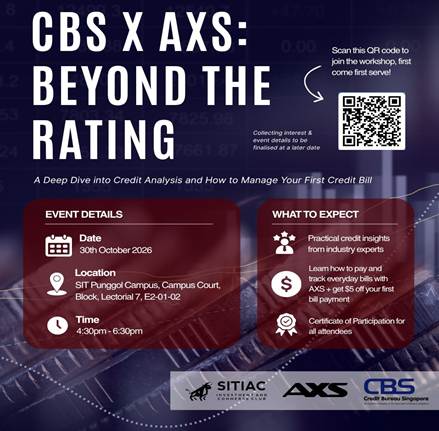 CBS X AXS:
BEYOND THE
RATING
Scan this QR code to
join the workshop, first
come first serve!
Collecting interest &
event details to be
finalised at a later date
A Deep Dive into Credit Analysis and How to Manage Your First Credit Bill
EVENT DETAILS
Date
30th October 2026
Location
SIT Punggol Campus, Campus Court,
Block, Lectorial 7, E2-01-02
Time
4:30pm - 6:30pm
WHAT TO EXPECT
Practical credit insights
from industry experts
$
Learn how to pay and
track everyday bills with
AXS + get $5 off your first
bill payment
Certificate of Participation for
all attendees
SITIAC
INVESTMENT AND
COMMERCE CLUB
AXS
CBS
Credit Bureau Singapore